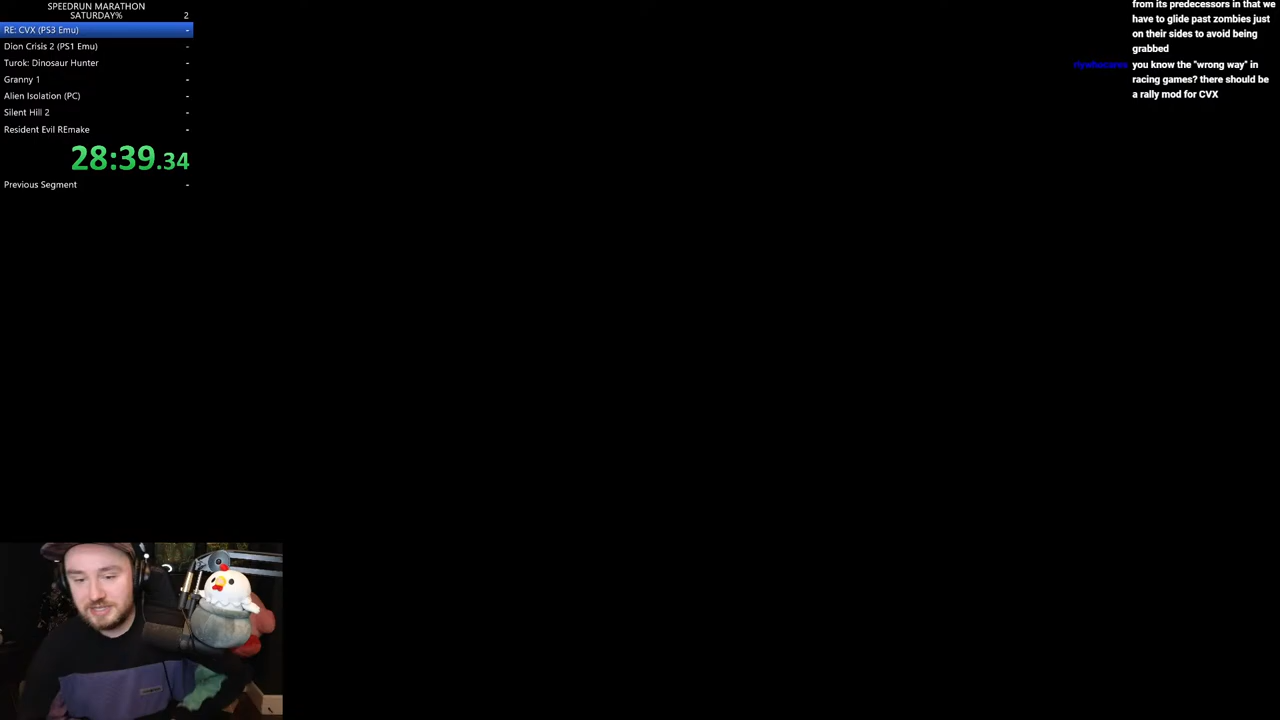 SPEEDRUN MARATHON
SATURDAY% 2
RE: CVX (PS3 Emu) -
Dion Crisis 2 (PS1 Emu) -
Turok: Dinosaur Hunter -
Granny 1 -
Alien Isolation (PC) -
Silent Hill 2 -
Resident Evil REmake -
28:39.34
Previous Segment -
from its predecessors in that we
have to glide past zombies just
on their sides to avoid being
grabbed
you know the "wrong way" in
racing games? there should be
a rally mod for CVX